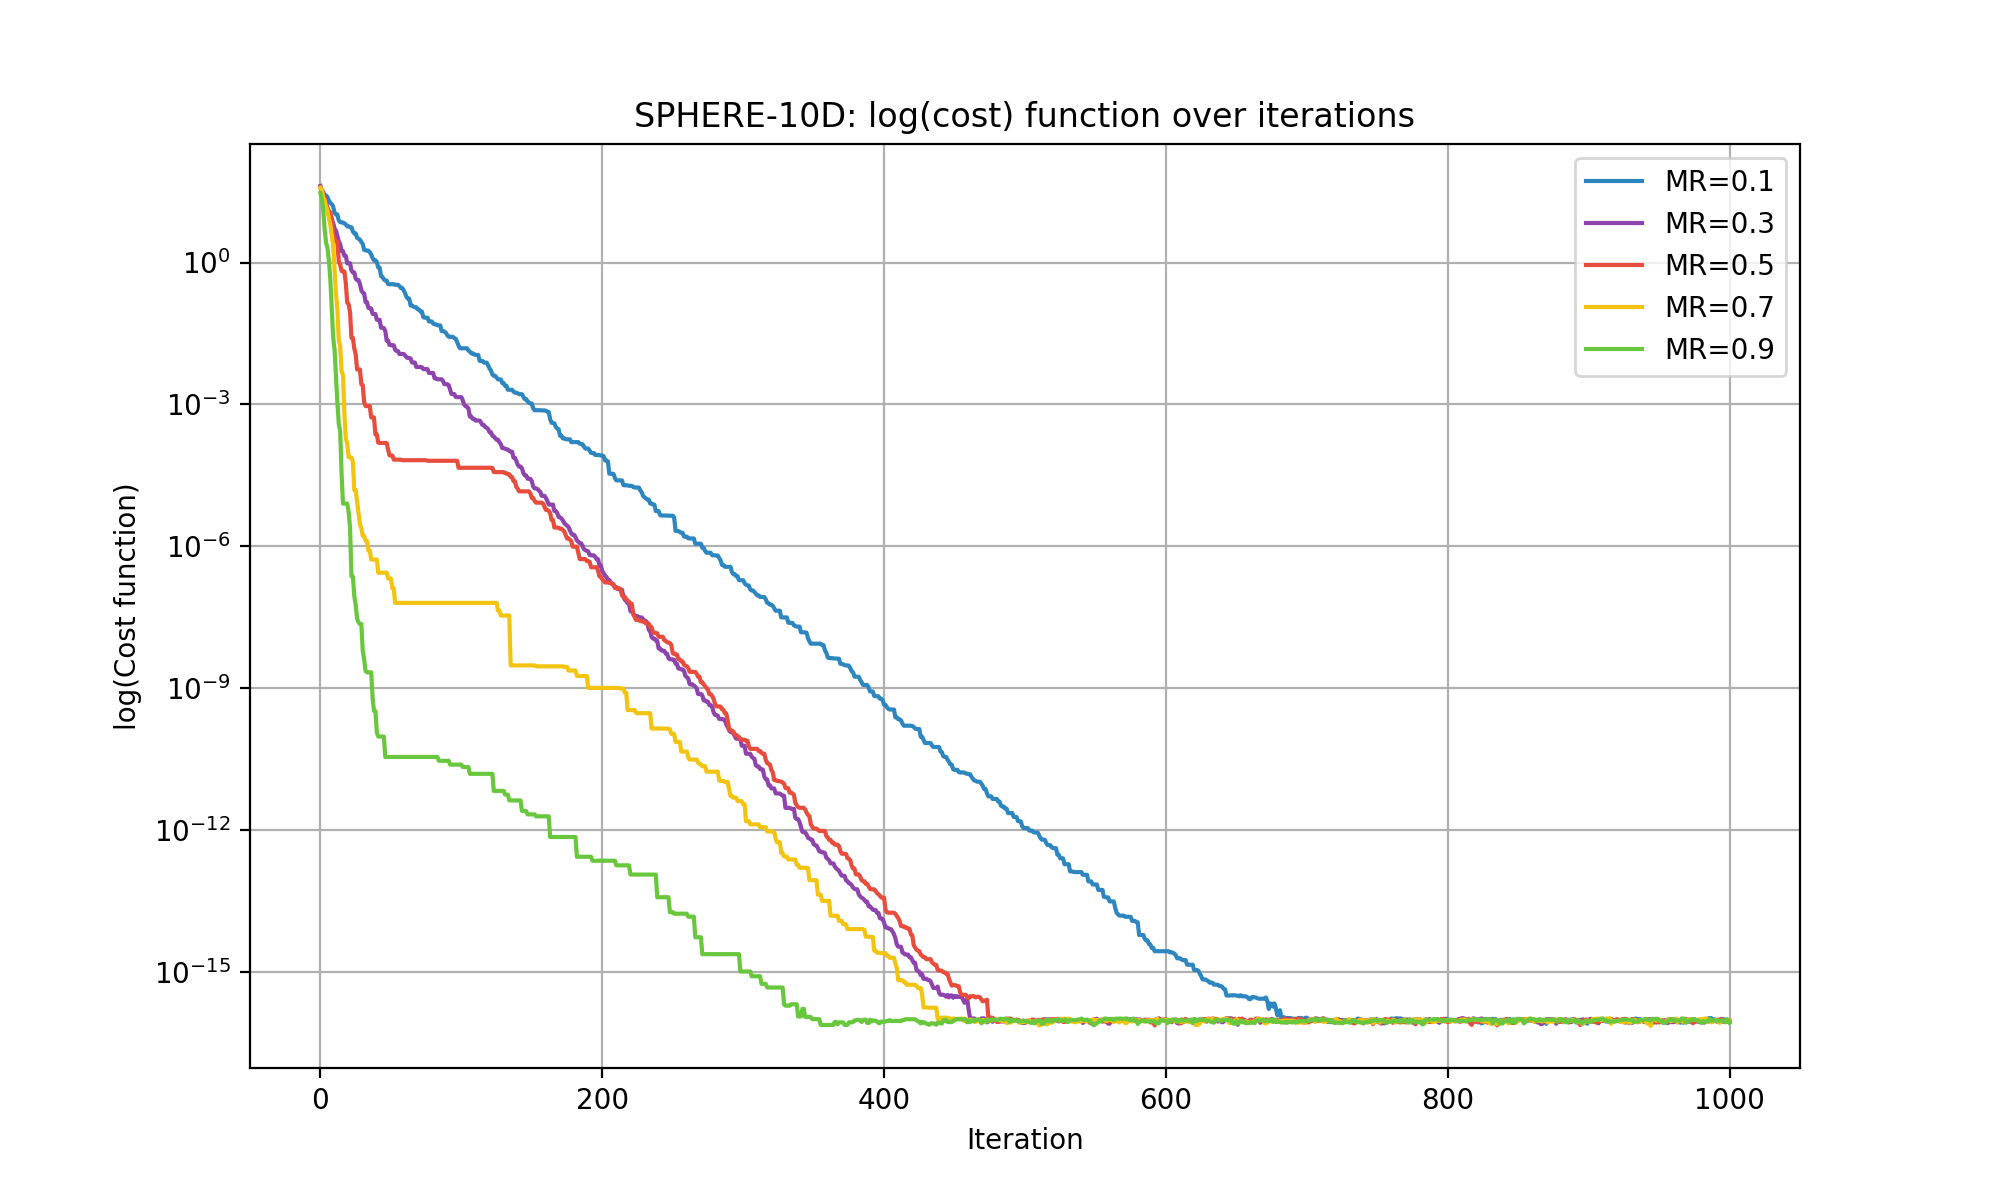 SPHERE-10D: log(cost) function over iterations
MR=0.1
MR=0.3
MR=0.5
MR=0.7
MR=0.9
log(Cost function)
10⁰
10⁻³
10⁻⁶
10⁻⁹
10⁻¹²
10⁻¹⁵
0 200 400 600 800 1000
Iteration